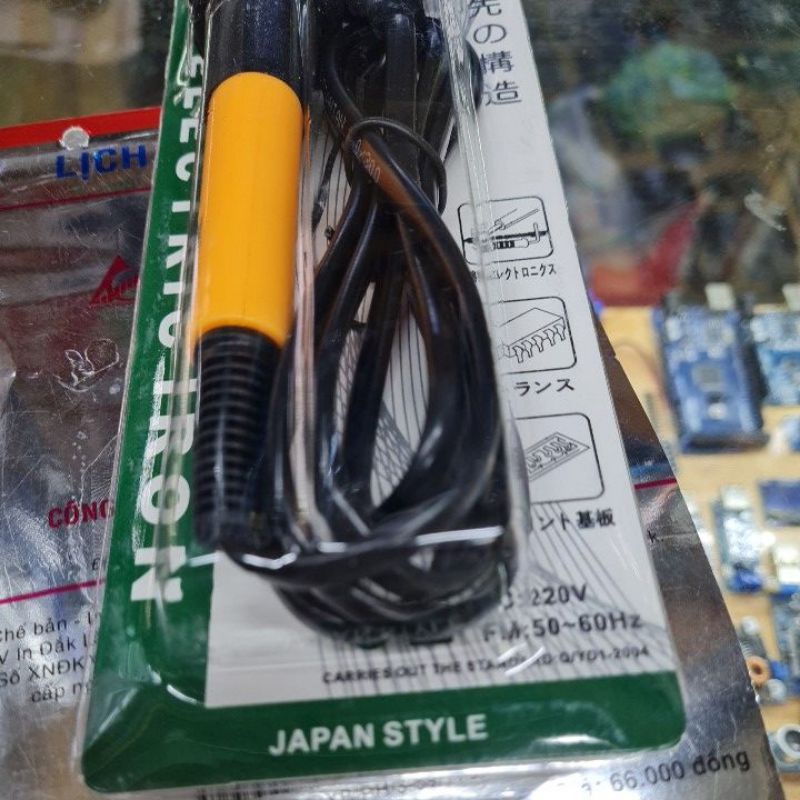 先の構造
ELECTRIC IRON
LỊCH
エレクトロニクス
ランス
ント基板
CÔNG
220V
FM:50~60Hz
CARRIES OUT THE STANDARD Q/YD1-2004
JAPAN STYLE
66.000 đồng
Chế bản -
V In Đắk L
Số XNĐK
cấp